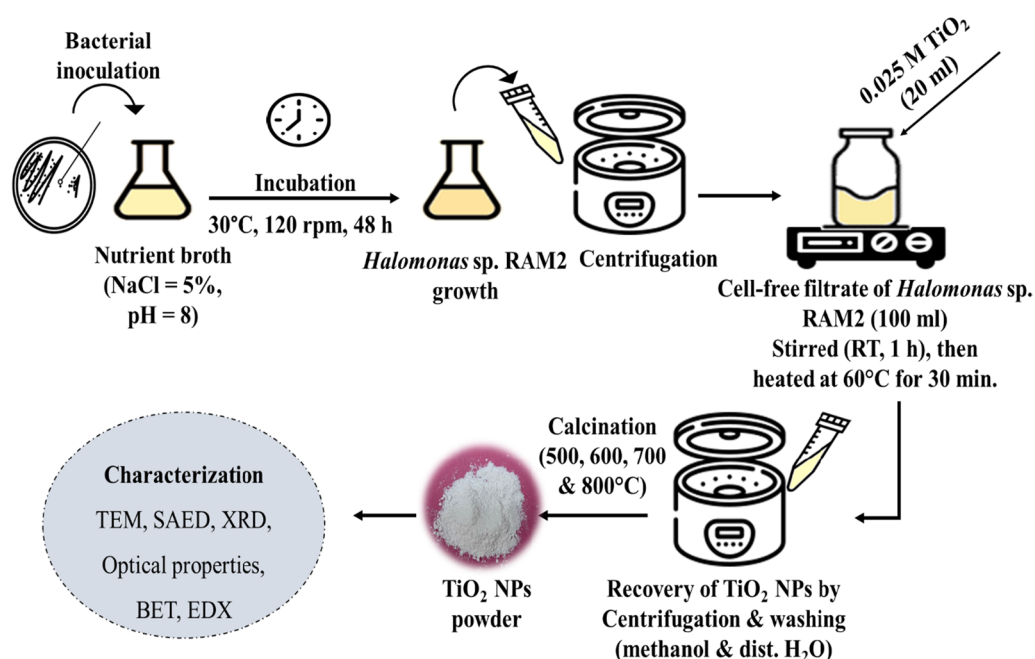 Bacterial
inoculation
Nutrient broth
(NaCl = 5%,
pH = 8)
Incubation
30°C, 120 rpm, 48 h
Halomonas sp. RAM2
growth
Centrifugation
0.025 M TiO₂
(20 ml)
Cell-free filtrate of Halomonas sp.
RAM2 (100 ml)
Stirred (RT, 1 h), then
heated at 60°C for 30 min.
Recovery of TiO₂ NPs by
Centrifugation & washing
(methanol & dist. H₂O)
Calcination
(500, 600, 700
& 800°C)
TiO₂ NPs
powder
Characterization
TEM, SAED, XRD,
Optical properties,
BET, EDX